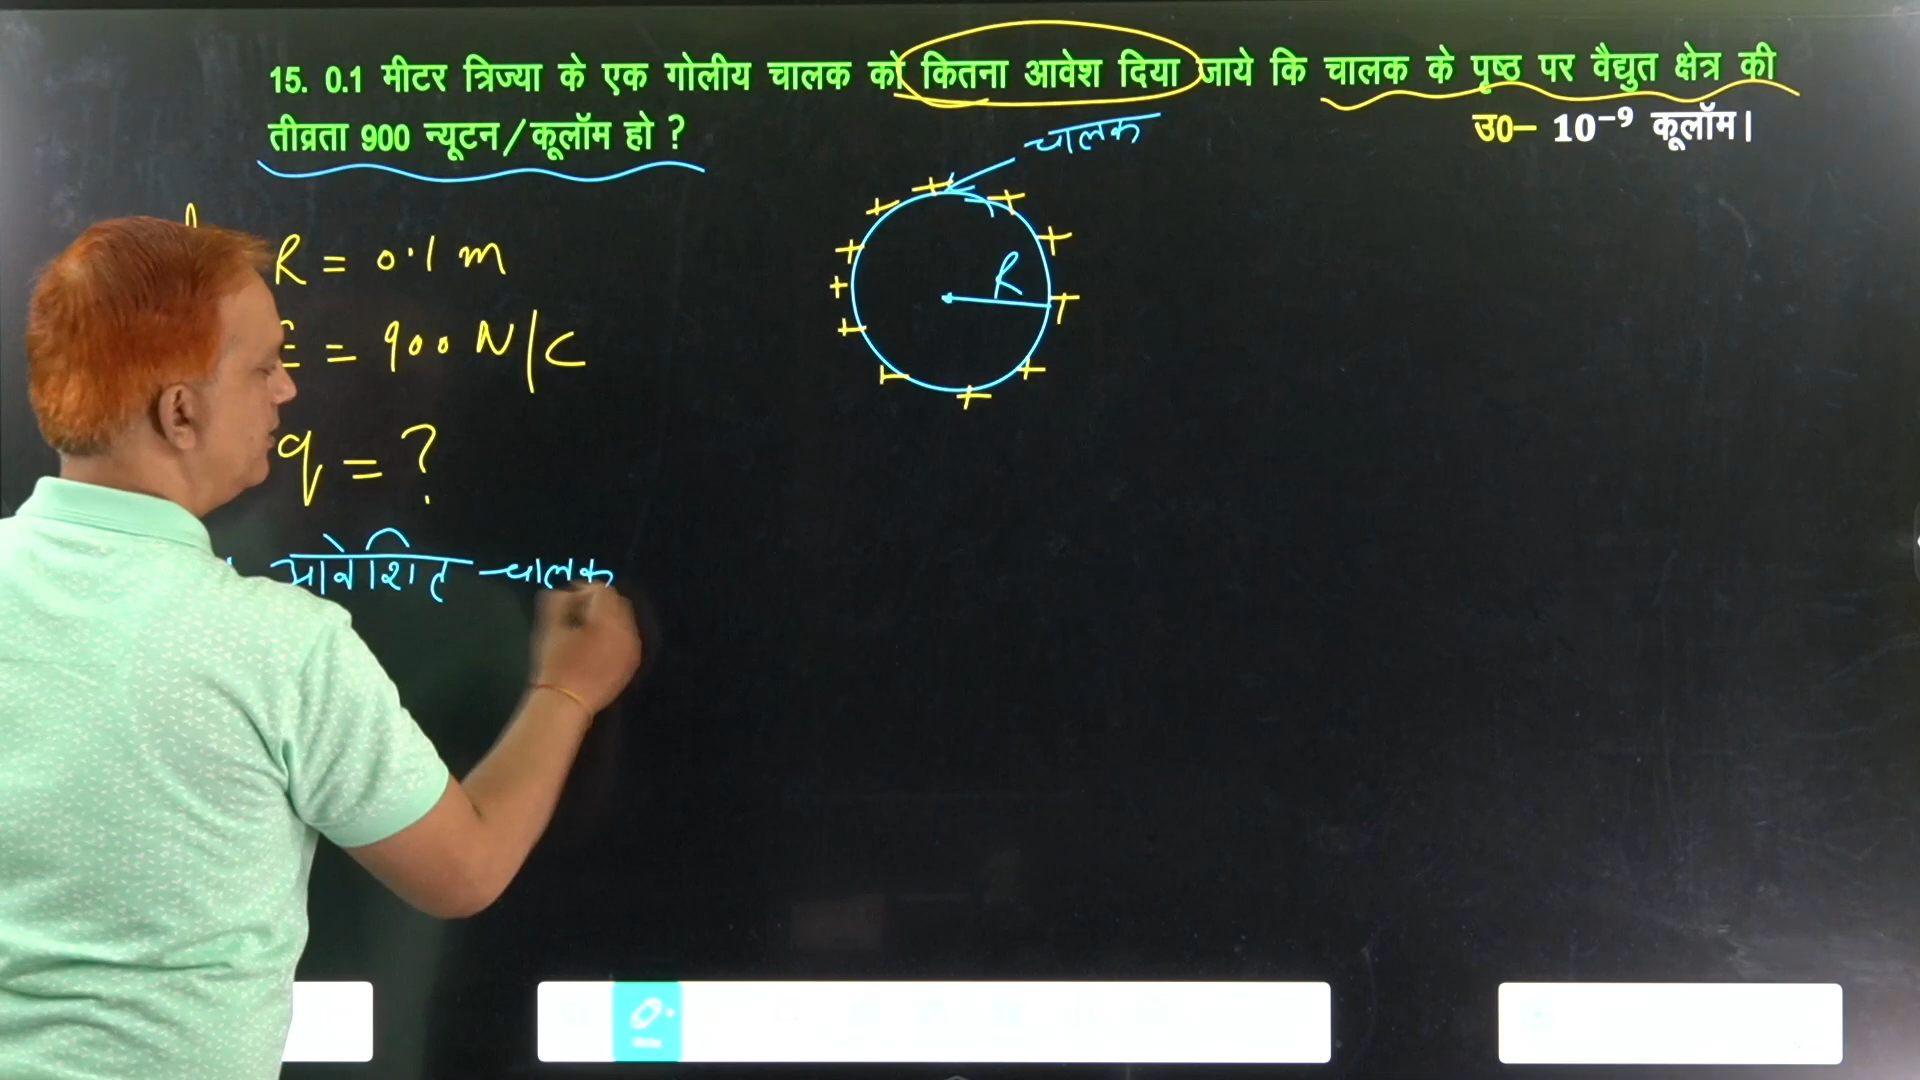 15. 0.1 मीटर त्रिज्या के एक गोलीय चालक को कितना आवेश दिया जाये कि चालक के पृष्ठ पर वैद्युत क्षेत्र की
तीव्रता 900 न्यूटन/कूलॉम हो ?
उ0– 10⁻⁹ कूलॉम।
चालक
R = 0.1 m
R
E = 900 N/C
q = ?
आवेशित चालक